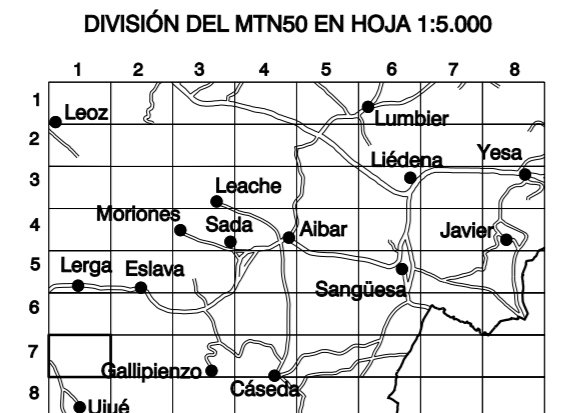 DIVISIÓN DEL MTN50 EN HOJA 1:5.000
1 2 3 4 5 6 7 8
1
Leoz
Lumbier
2
Liédena
Yesa
3
Leache
Moriones
Sada
Aibar
Javier
4
5
Lerga
Eslava
Sangüesa
6
7
Gallipienzo
Cáseda
8
Ujué